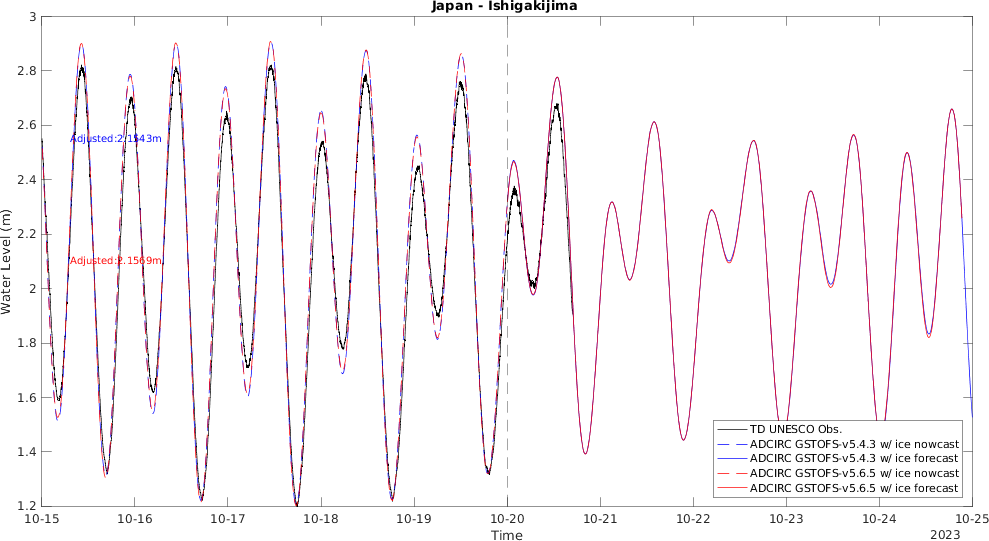 Japan - Ishigakijima
3
2.8
2.6
2.4
2.2
2
1.8
1.6
1.4
1.2
Water Level (m)
Adjusted:2.1543m
Adjusted:2.1569m
TD UNESCO Obs.
ADCIRC GSTOFS-v5.4.3 w/ ice nowcast
ADCIRC GSTOFS-v5.4.3 w/ ice forecast
ADCIRC GSTOFS-v5.6.5 w/ ice nowcast
ADCIRC GSTOFS-v5.6.5 w/ ice forecast
10-15 10-16 10-17 10-18 10-19 10-20 10-21 10-22 10-23 10-24 10-25
Time
2023